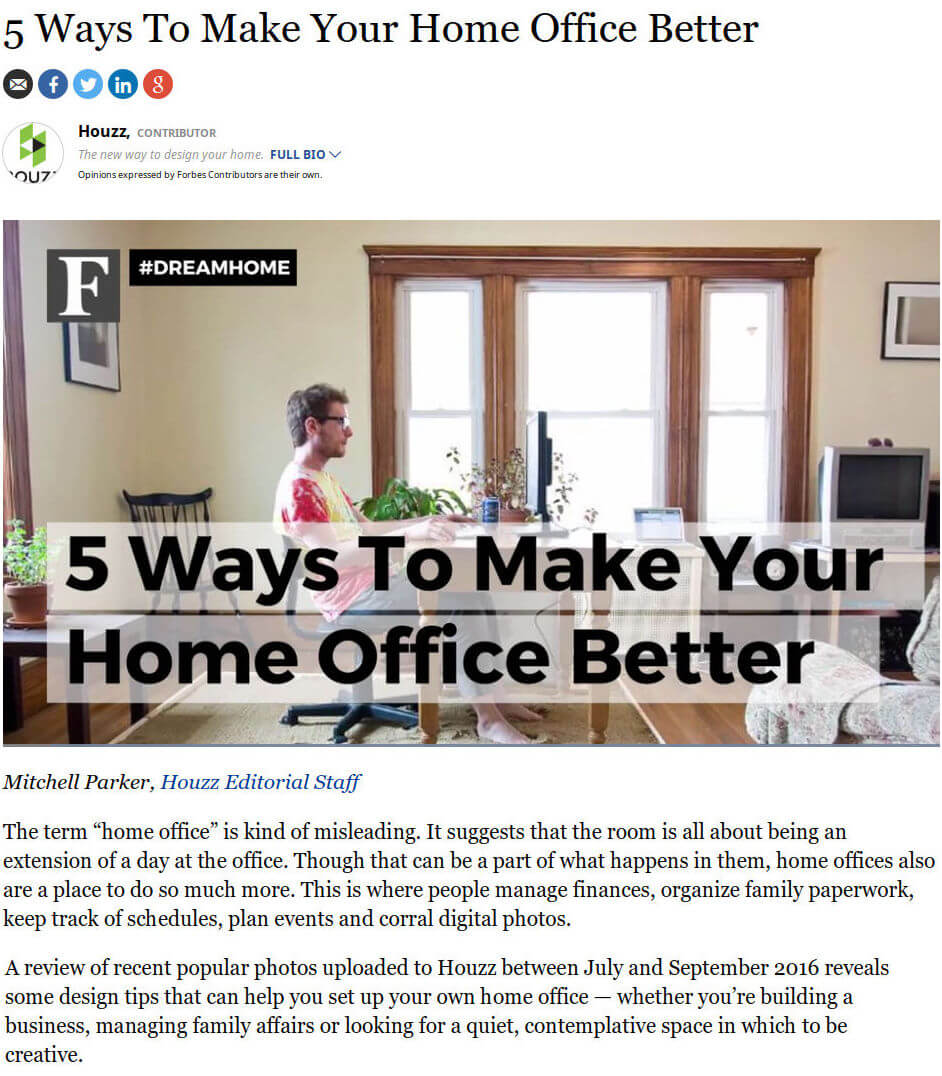 5 Ways To Make Your Home Office Better
Houzz, CONTRIBUTOR
The new way to design your home. FULL BIO
Opinions expressed by Forbes Contributors are their own.
F
#DREAMHOME
5 Ways To Make Your
Home Office Better
Mitchell Parker, Houzz Editorial Staff
The term “home office” is kind of misleading. It suggests that the room is all about being an
extension of a day at the office. Though that can be a part of what happens in them, home offices also
are a place to do so much more. This is where people manage finances, organize family paperwork,
keep track of schedules, plan events and corral digital photos.
A review of recent popular photos uploaded to Houzz between July and September 2016 reveals
some design tips that can help you set up your own home office — whether you’re building a
business, managing family affairs or looking for a quiet, contemplative space in which to be
creative.